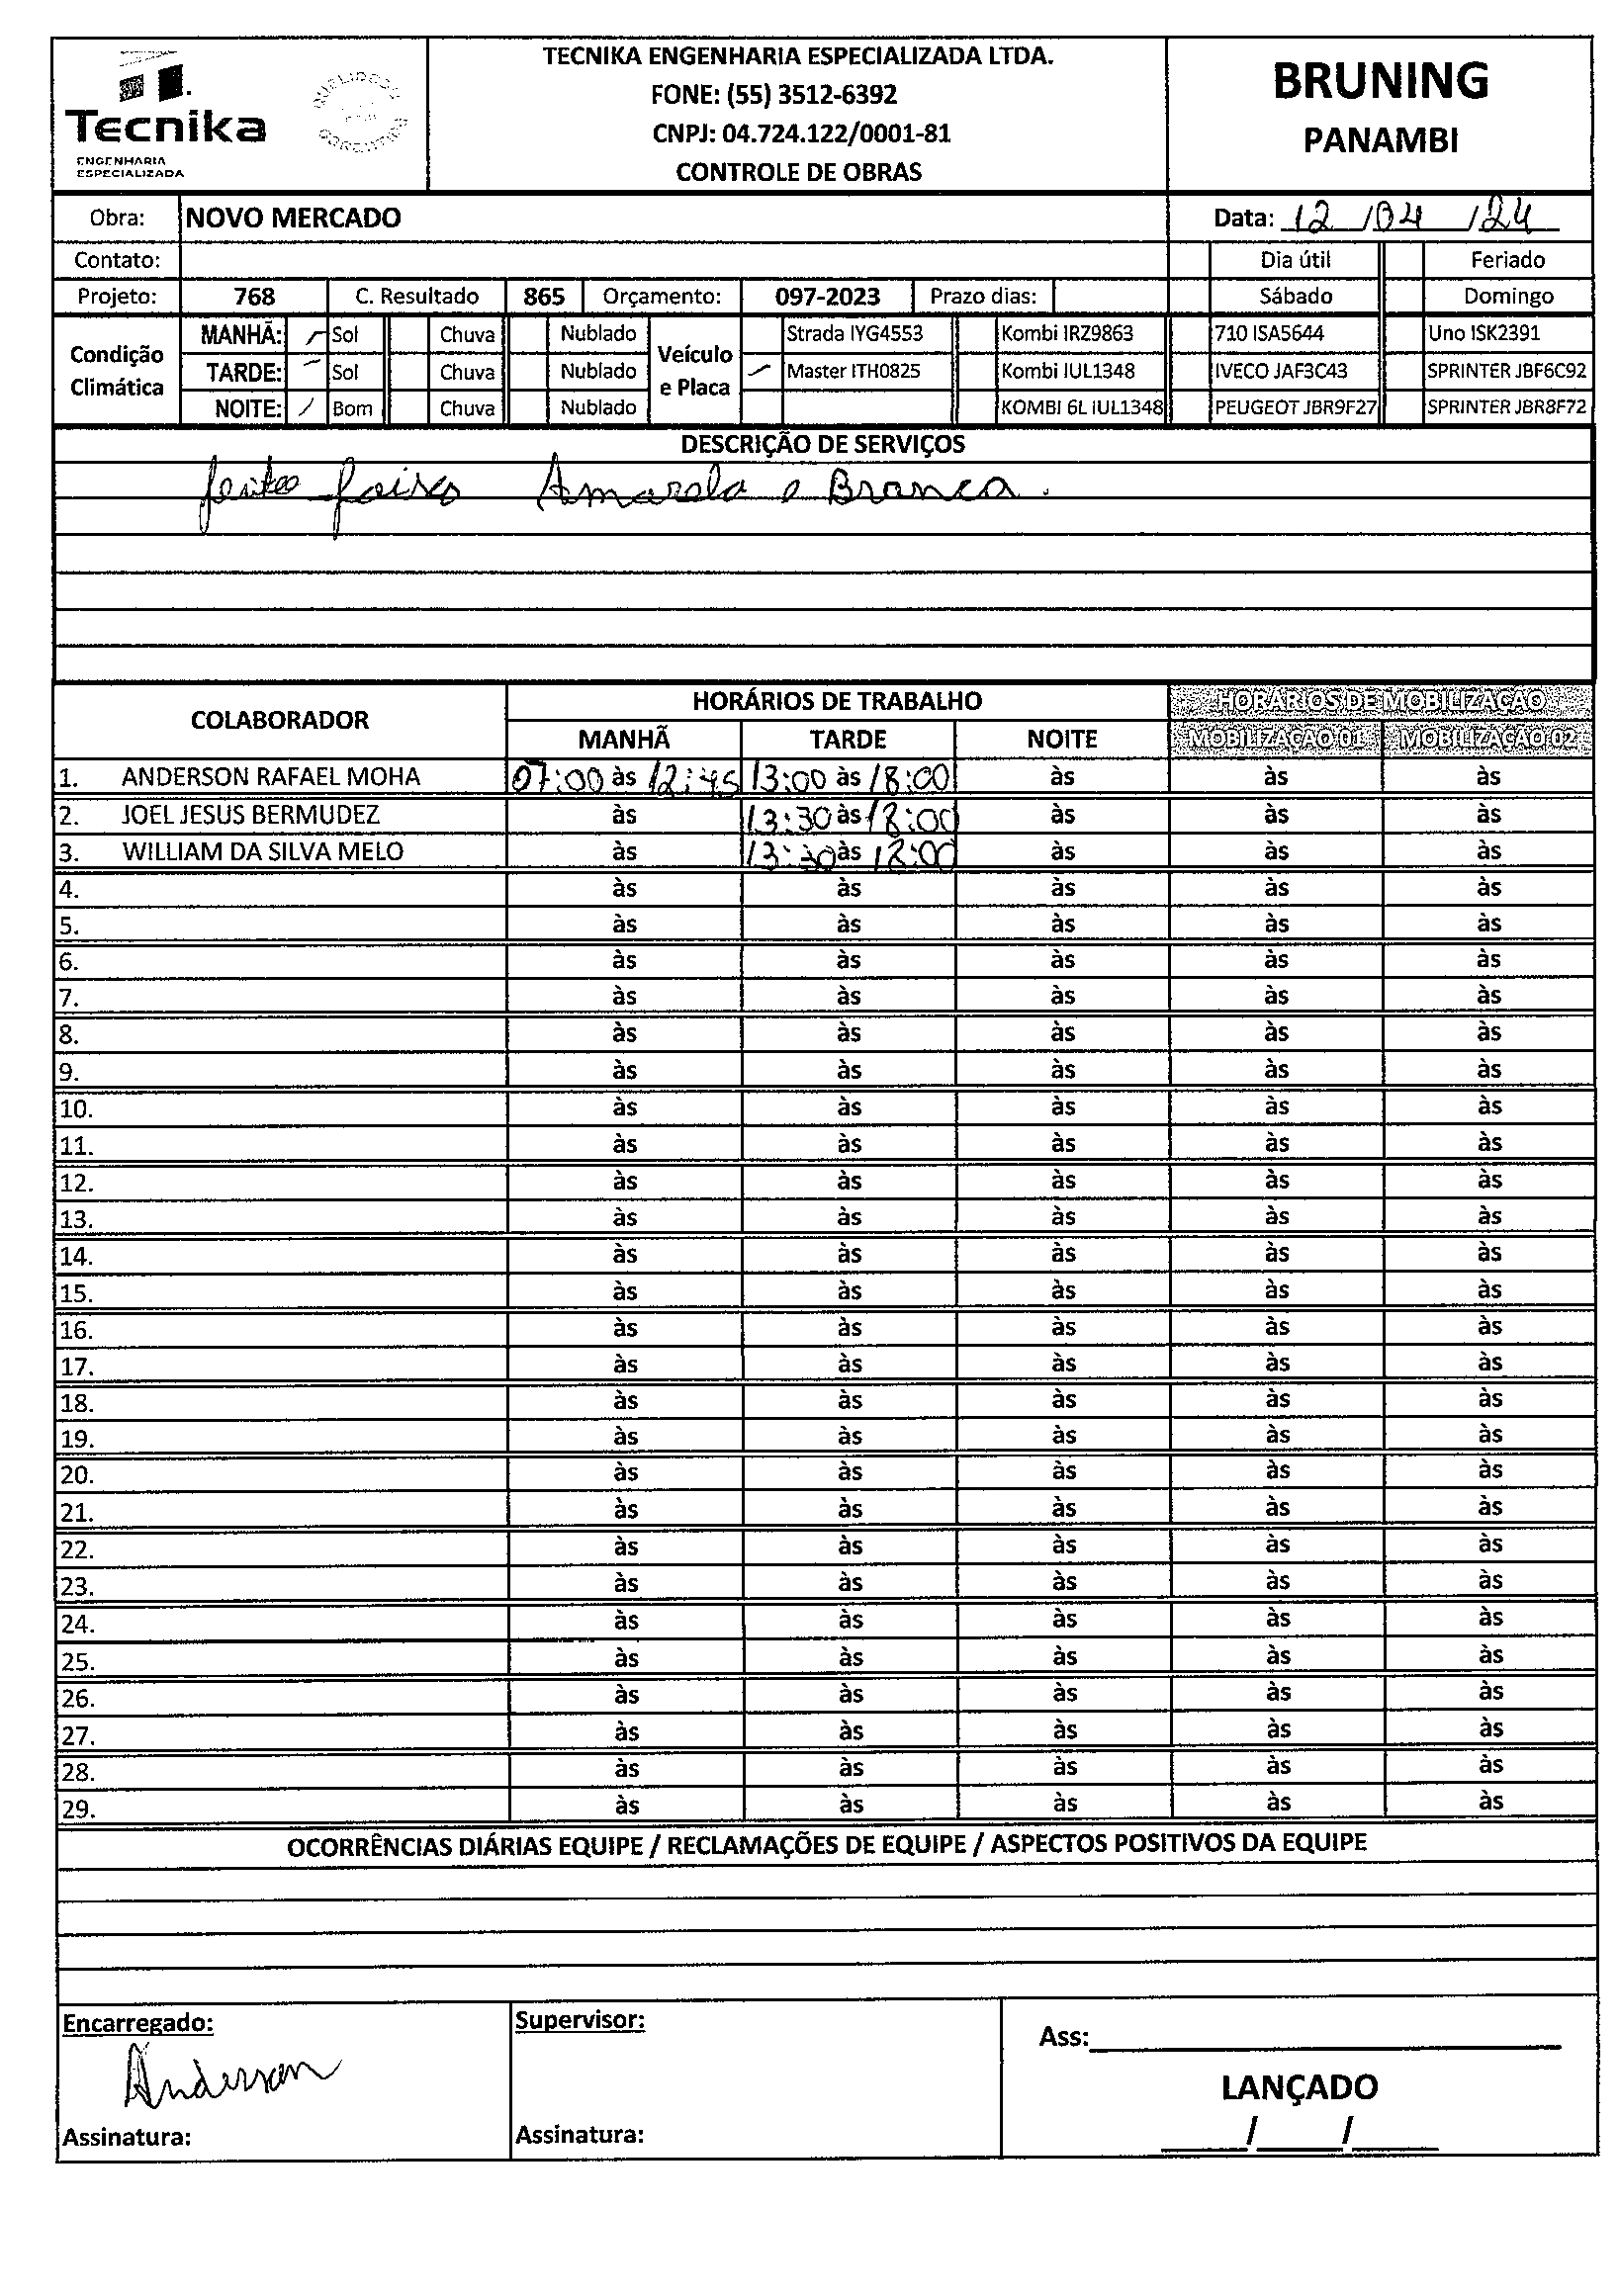 Tecnika
ENGENHARIA
ESPECIALIZADA
TECNIKA ENGENHARIA ESPECIALIZADA LTDA.
FONE: (55) 3512-6392
CNPJ: 04.724.122/0001-81
CONTROLE DE OBRAS
BRUNING
PANAMBI
Obra: NOVO MERCADO Data: 12/04/24
Contato: Dia útil Feriado
Projeto: 768 C. Resultado 865 Orçamento: 097-2023 Prazo dias: Sábado Domingo
Condição Climática
MANHÃ: Sol Chuva Nublado
TARDE: Sol Chuva Nublado
NOITE: Bom Chuva Nublado
Veículo e Placa
Strada IYG4553 Kombi IRZ9863 710 ISA5644 Uno ISK2391
Master ITH0825 Kombi IUL1348 IVECO JAF3C43 SPRINTER JBF6C92
KOMBI 6L IUL1348 PEUGEOT JBR9F27 SPRINTER JBR8F72
DESCRIÇÃO DE SERVIÇOS
feito faixa Amarela e Branca.
COLABORADOR HORÁRIOS DE TRABALHO HORÁRIOS DE MOBILIZAÇÃO
MANHÃ TARDE NOITE MOBILIZAÇÃO 01 MOBILIZAÇÃO 02
1. ANDERSON RAFAEL MOHA 07:00 às 12:45 13:00 às 18:00 às às às
2. JOEL JESUS BERMUDEZ às 13:30 às 18:00 às às às
3. WILLIAM DA SILVA MELO às 13:30 às 18:00 às às às
4. às às às às às
5. às às às às às
6. às às às às às
7. às às às às às
8. às às às às às
9. às às às às às
10. às às às às às
11. às às às às às
12. às às às às às
13. às às às às às
14. às às às às às
15. às às às às às
16. às às às às às
17. às às às às às
18. às às às às às
19. às às às às às
20. às às às às às
21. às às às às às
22. às às às às às
23. às às às às às
24. às às às às às
25. às às às às às
26. às às às às às
27. às às às às às
28. às às às às às
29. às às às às às
OCORRÊNCIAS DIÁRIAS EQUIPE / RECLAMAÇÕES DE EQUIPE / ASPECTOS POSITIVOS DA EQUIPE
Encarregado: Supervisor: Ass:
Anderson
LANÇADO
Assinatura: Assinatura: / /